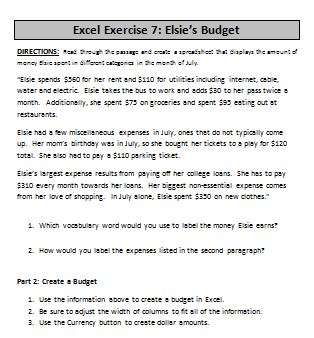 Excel Exercise 7: Elsie's Budget
DIRECTIONS: Read through the passage and create a spreadsheet that displays the amount of
money Elsie spent in different categories in the month of July.
"Elsie spends $560 for her rent and $110 for utilities including internet, cable,
water and electric. Elsie takes the bus to work and adds $30 to her pass twice a
month. Additionally, she spent $75 on groceries and spent $95 eating out at
restaurants.
Elsie had a few miscellaneous expenses in July, ones that do not typically come
up. Her mom's birthday was in July, so she bought her tickets to a play for $120
total. She also had to pay a $110 parking ticket.
Elsie's largest expense results from paying off her college loans. She has to pay
$310 every month towards her loans. Her biggest non-essential expense comes
from her love of shopping. In July alone, Elsie spent $350 on new clothes."
1. Which vocabulary word would you use to label the money Elsie earns?
2. How would you label the expenses listed in the second paragraph?
Part 2: Create a Budget
1. Use the information above to create a budget in Excel.
2. Be sure to adjust the width of columns to fit all of the information.
3. Use the Currency button to create dollar amounts.